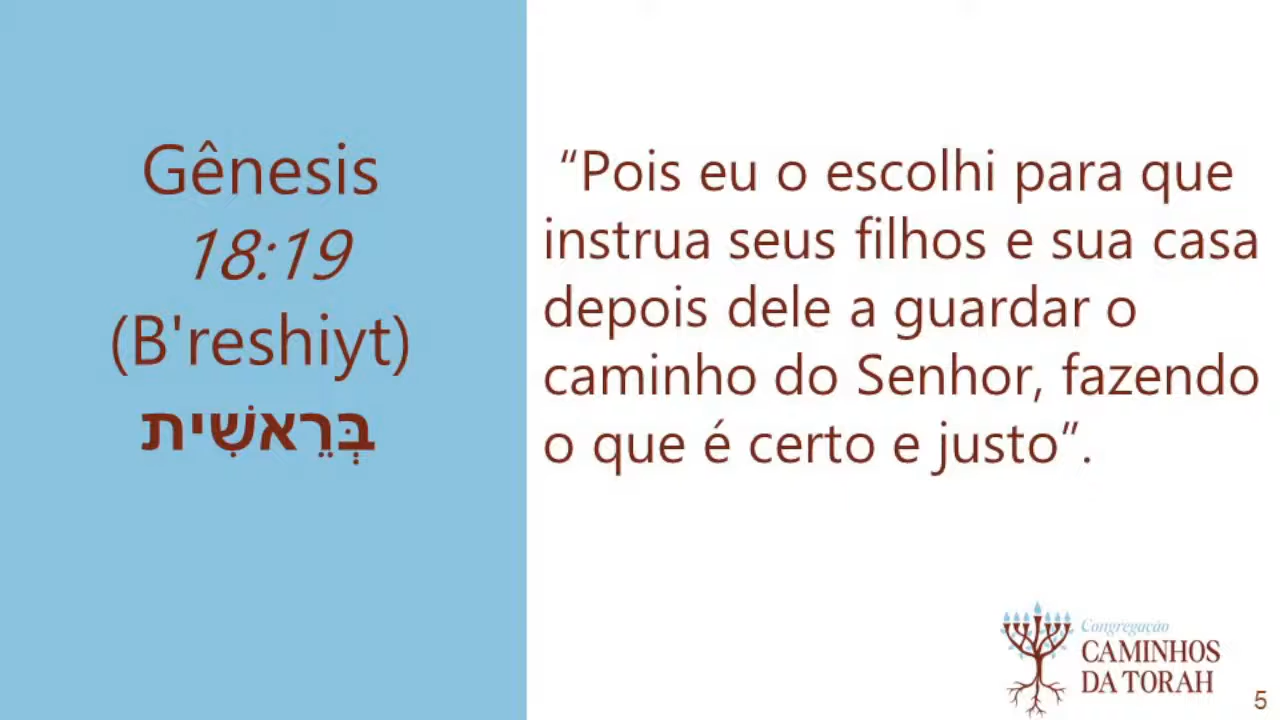 Gênesis
18:19
(B'reshiyt)
בְּרֵאשִׁית
“Pois eu o escolhi para que
instrua seus filhos e sua casa
depois dele a guardar o
caminho do Senhor, fazendo
o que é certo e justo”.
Congregação
CAMINHOS
DA TORAH
5